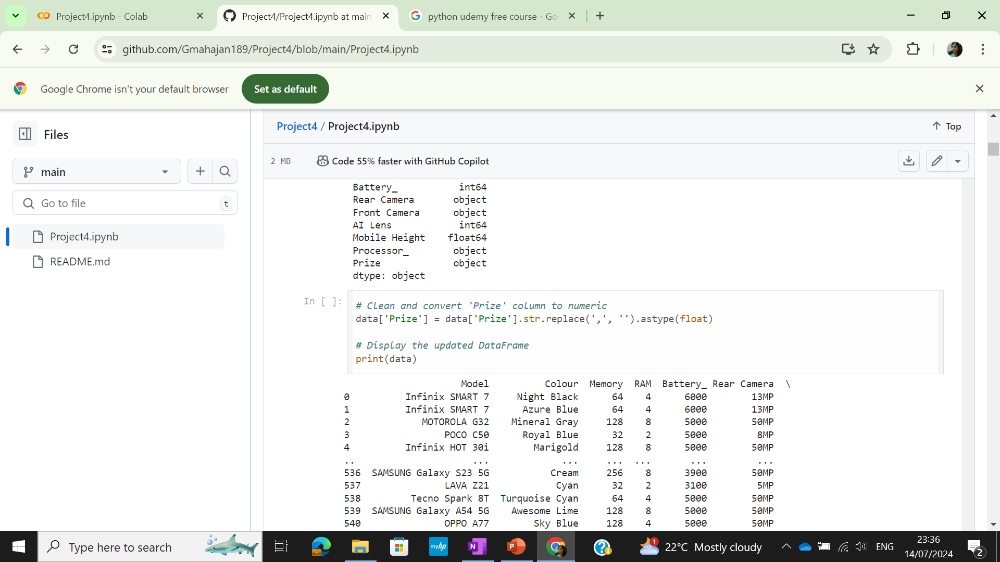 Project4.ipynb - Colab
Project4/Project4.ipynb at main
python udemy free course - Go
github.com/Gmahajan189/Project4/blob/main/Project4.ipynb
Google Chrome isn't your default browser
Set as default
Files
main
Go to file
t
Project4.ipynb
README.md
Project4 / Project4.ipynb
Top
2 MB
Code 55% faster with GitHub Copilot
Battery_ int64
Rear Camera object
Front Camera object
AI Lens int64
Mobile Height float64
Processor_ object
Prize object
dtype: object
In [ ]:
# Clean and convert 'Prize' column to numeric
data['Prize'] = data['Prize'].str.replace(',', '').astype(float)
# Display the updated DataFrame
print(data)
Model Colour Memory RAM Battery_ Rear Camera \
0 Infinix SMART 7 Night Black 64 4 6000 13MP
1 Infinix SMART 7 Azure Blue 64 4 6000 13MP
2 MOTOROLA G32 Mineral Gray 128 8 5000 50MP
3 POCO C50 Royal Blue 32 2 5000 8MP
4 Infinix HOT 30i Marigold 128 8 5000 50MP
.. ... ... ... ... ... ...
536 SAMSUNG Galaxy S23 5G Cream 256 8 3900 50MP
537 LAVA Z21 Cyan 32 2 3100 5MP
538 Tecno Spark 8T Turquoise Cyan 64 4 5000 50MP
539 SAMSUNG Galaxy A54 5G Awesome Lime 128 8 5000 50MP
540 OPPO A77 Sky Blue 128 4 5000 50MP
Type here to search
myhp
N
P
1
22°C Mostly cloudy
ENG
23:36
14/07/2024
2